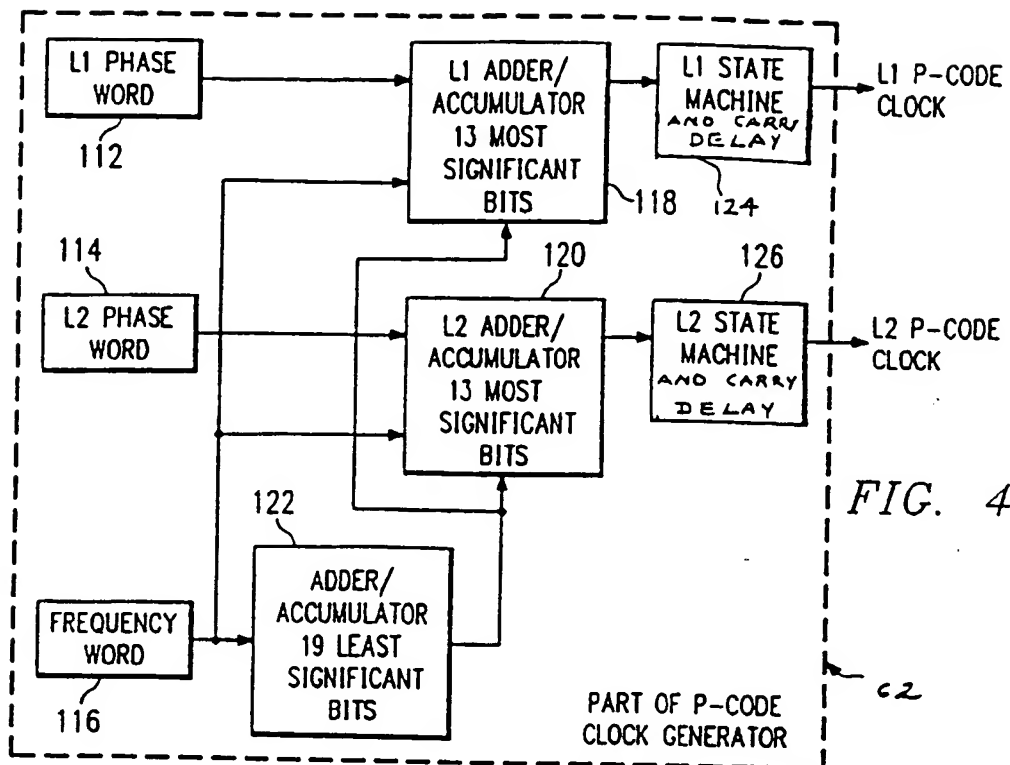 L1 PHASE
WORD
112
L1 ADDER/
ACCUMULATOR
13 MOST
SIGNIFICANT
BITS
118
L1 STATE
MACHINE
AND CARRY
DELAY
124
L1 P-CODE
CLOCK
114
L2 PHASE
WORD
120
L2 ADDER/
ACCUMULATOR
13 MOST
SIGNIFICANT
BITS
126
L2 STATE
MACHINE
AND CARRY
DELAY
L2 P-CODE
CLOCK
FIG. 4
122
ADDER/
ACCUMULATOR
19 LEAST
SIGNIFICANT
BITS
FREQUENCY
WORD
116
PART OF P-CODE
CLOCK GENERATOR
62